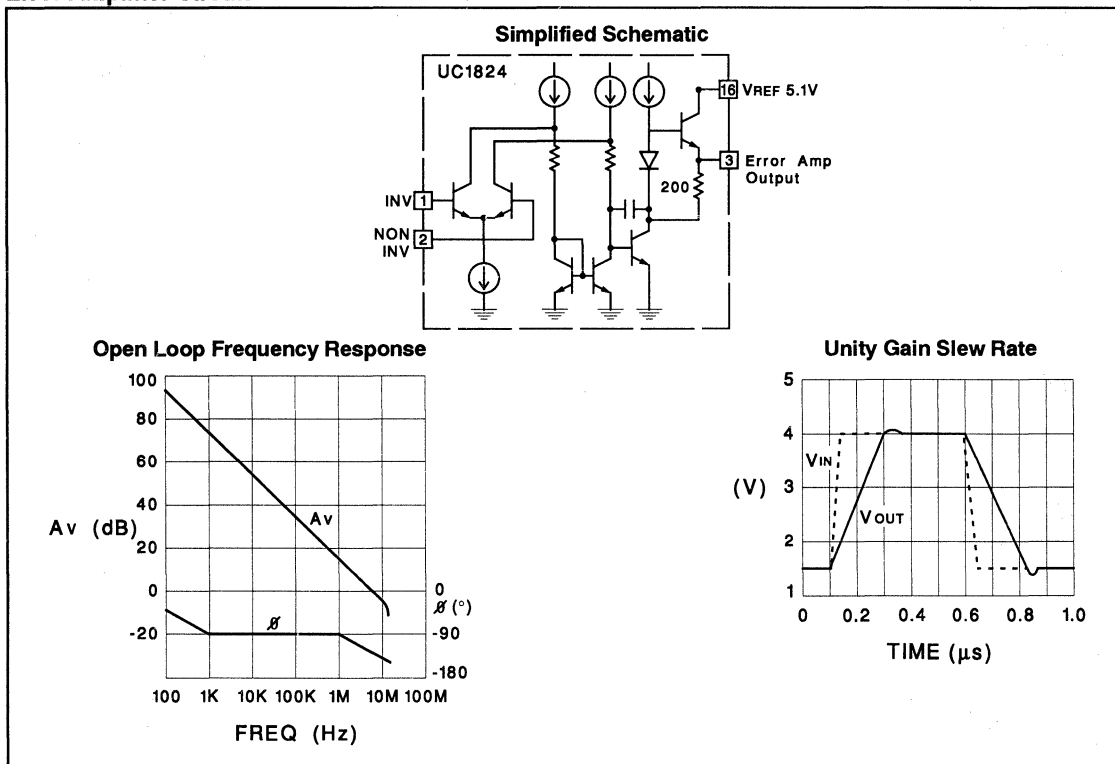 Simplified Schematic
UC1824
16 VREF 5.1V
3 Error Amp
Output
200
INV 1
NON 2
INV
Open Loop Frequency Response
100
80
60
40
20
0
-20
Av (dB)
Av
ø
0
ø (°)
-90
-180
100 1K 10K 100K 1M 10M 100M
FREQ (Hz)
Unity Gain Slew Rate
5
4
3
2
1
(V)
VIN
VOUT
0 0.2 0.4 0.6 0.8 1.0
TIME (µs)